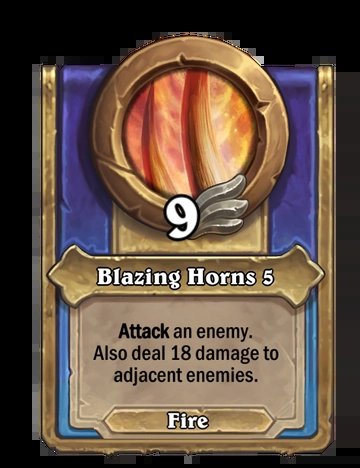 9
Blazing Horns 5
Attack an enemy.
Also deal 18 damage to
adjacent enemies.
Fire